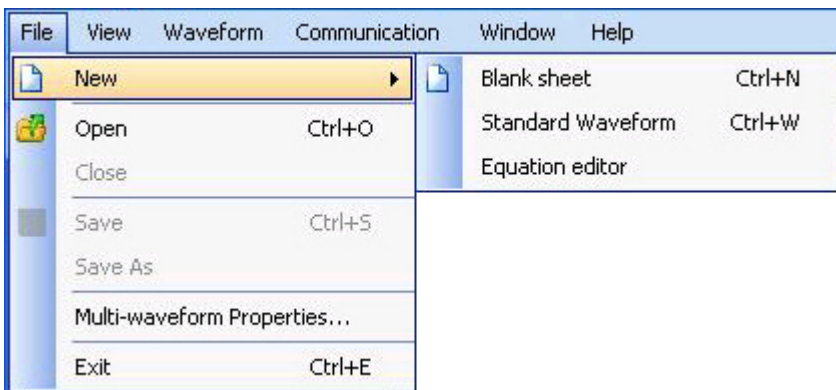 File View Waveform Communication Window Help
New
Open Ctrl+O
Close
Save Ctrl+S
Save As
Multi-waveform Properties...
Exit Ctrl+E
Blank sheet Ctrl+N
Standard Waveform Ctrl+W
Equation editor